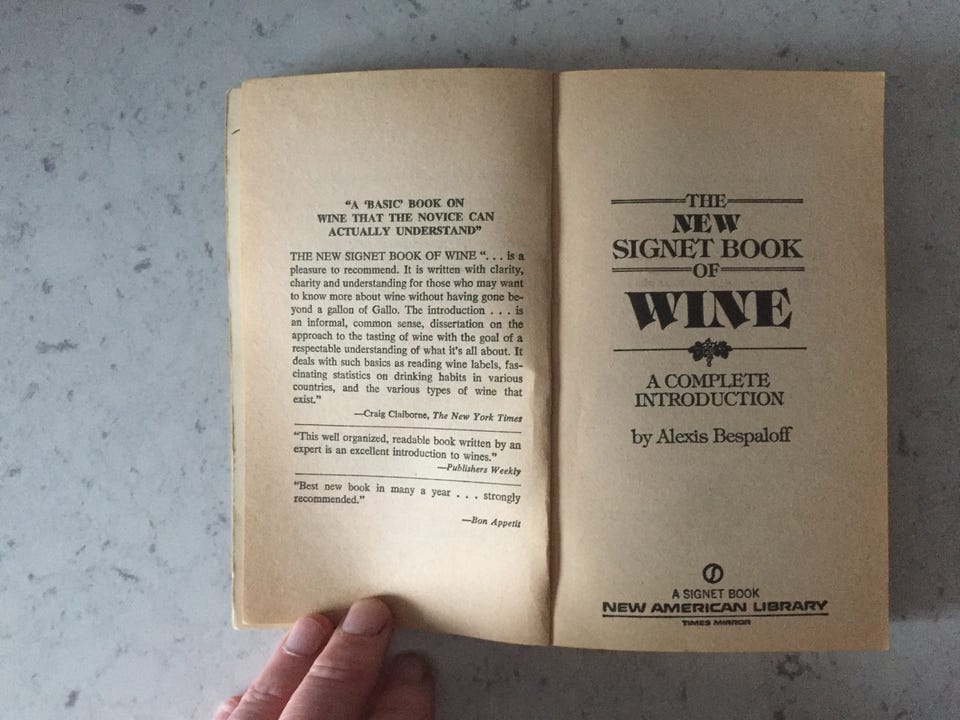 "A 'BASIC' BOOK ON
WINE THAT THE NOVICE CAN
ACTUALLY UNDERSTAND"
THE NEW SIGNET BOOK OF WINE ". . . is a
pleasure to recommend. It is written with clarity,
charity and understanding for those who may want
to know more about wine without having gone be-
yond a gallon of Gallo. The introduction . . . is
an informal, common sense, dissertation on the
approach to the tasting of wine with the goal of a
respectable understanding of what it's all about. It
deals with such basics as reading wine labels, fas-
cinating statistics on drinking habits in various
countries, and the various types of wine that
exist."
—Craig Claiborne, The New York Times
"This well organized, readable book written by an
expert is an excellent introduction to wines."
—Publishers Weekly
"Best new book in many a year . . . strongly
recommended."
—Bon Appetit
THE
NEW
SIGNET BOOK
OF
WINE
A COMPLETE
INTRODUCTION
by Alexis Bespaloff
A SIGNET BOOK
NEW AMERICAN LIBRARY
TIMES MIRROR